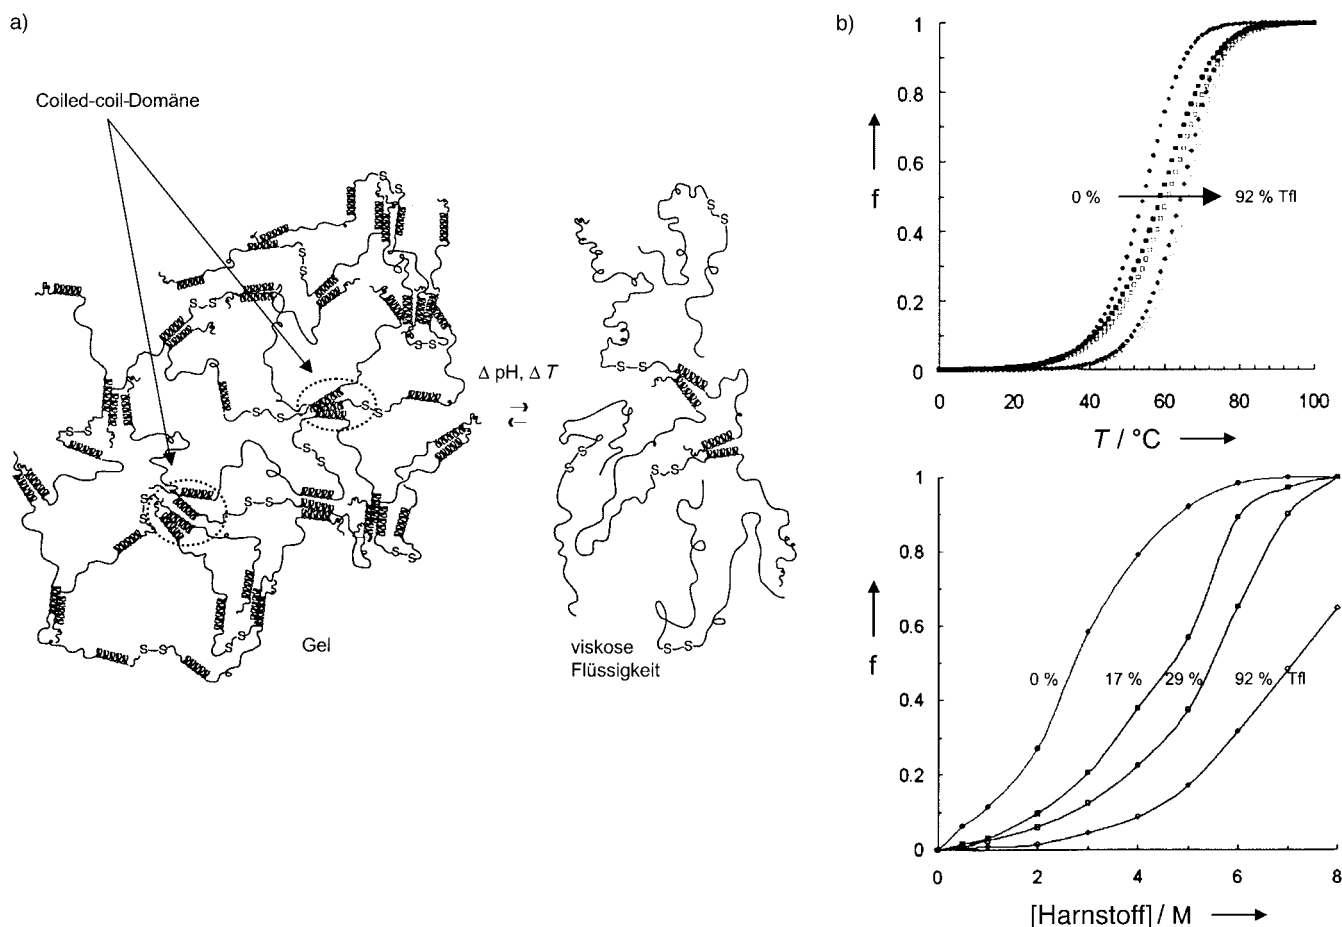 a)
Coiled-coil-Domäne
S
S
S
S
S–S
S–S
S–S
S–S
S–S
S
S
S
S
S–S
S–S
S–S
S–S
Gel
Δ pH, Δ T
S
S
S–S
S
S
S–S
S–S
viskose
Flüssigkeit
b)
1
0.8
0.6
f
0 %
92 % Tfl
0.4
0.2
0
0 20 40 60 80 100
T / °C
1
0.8
0.6
f
0 % 17 % 29 % 92 % Tfl
0.4
0.2
0
0 2 4 6 8
[Harnstoff] / M